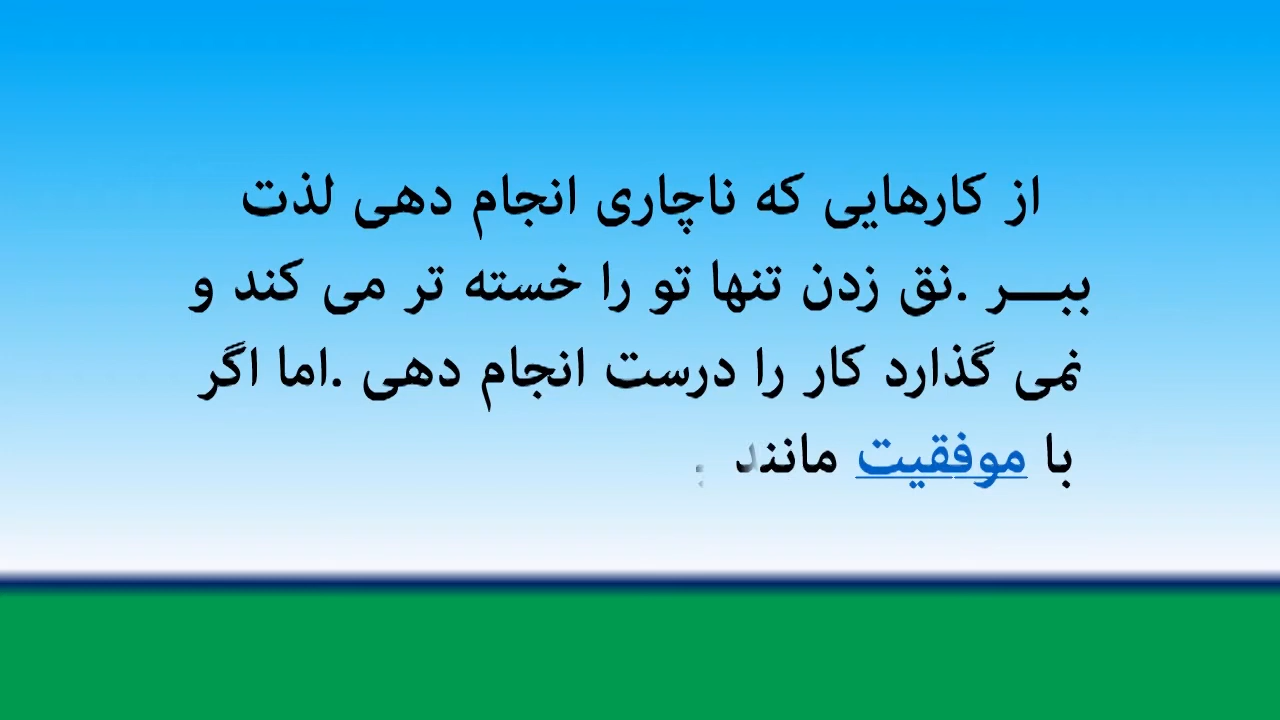 از کارهایی که ناچاری انجام دهی لذت
ببـــر .نق زدن تنها تو را خسته تر می کند و
نمی گذارد کار را درست انجام دهی .اما اگر
با موفقیت مانند